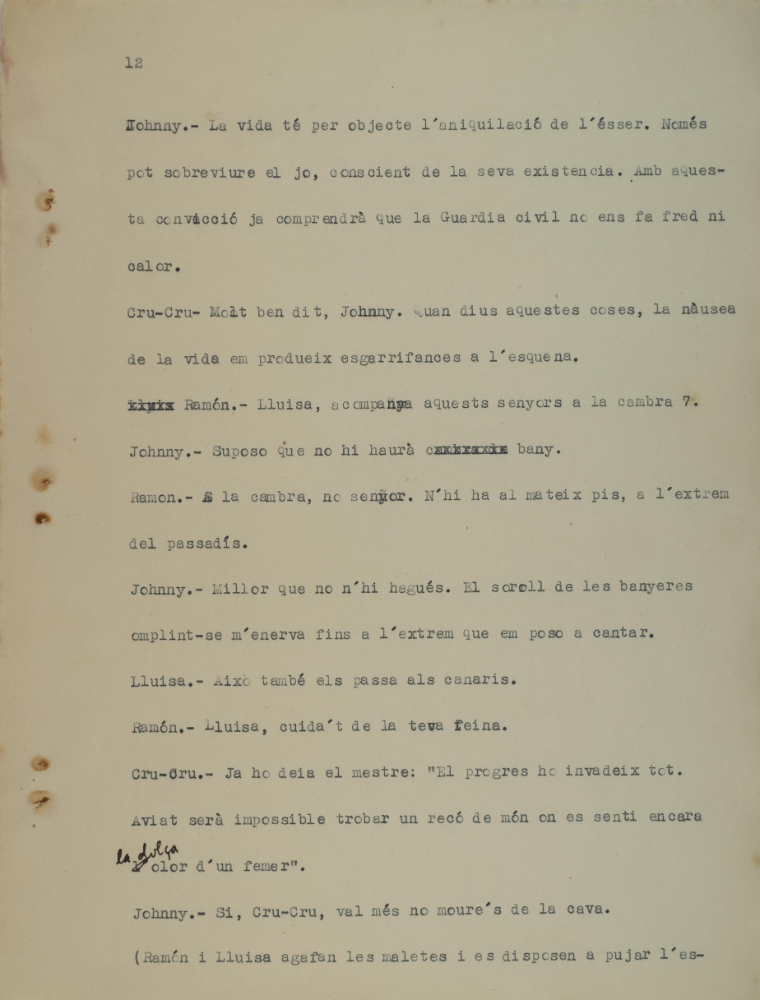 12
Johnny.- La vida té per objecte l'aniquilació de l'ésser. Només
pot sobreviure el jo, conscient de la seva existencia. Amb aques-
ta convicció ja comprendrà que la Guardia civil no ens fa fred ni
calor.
Cru-Cru- Molt ben dit, Johnny. Quan dius aquestes coses, la nàusea
de la vida em produeix esgarrifances a l'esquena.
Ramón.- Lluisa, acompanya aquests senyors a la cambra 7.
Johnny.- Suposo que no hi haurà bany.
Ramon.- A la cambra, no senyor. N'hi ha al mateix pis, a l'extrem
del passadís.
Johnny.- Millor que no n'hi hagués. El soroll de les banyeres
omplint-se m'enerva fins a l'extrem que em poso a cantar.
Lluisa.- Això també els passa als canaris.
Ramón.- Lluisa, cuida't de la teva feina.
Cru-Cru.- Ja ho deia el mestre: "El progres ho invadeix tot.
Aviat serà impossible trobar un recó de món on es senti encara
la dolça olor d'un femer".
Johnny.- Si, Cru-Cru, val més no moure's de la cava.
(Ramón i Lluisa agafan les maletes i es disposen a pujar l'es-